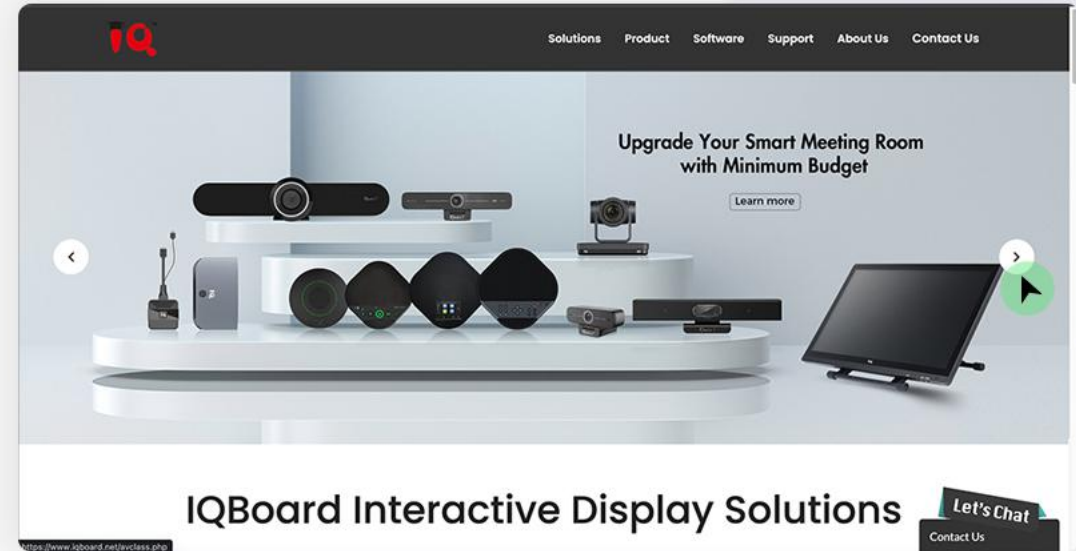 IQ
Solutions Product Software Support About Us Contact Us
Upgrade Your Smart Meeting Room
with Minimum Budget
Learn more
IQBoard Interactive Display Solutions
Let's Chat
Contact Us
https://www.iqboard.net/avclass.php